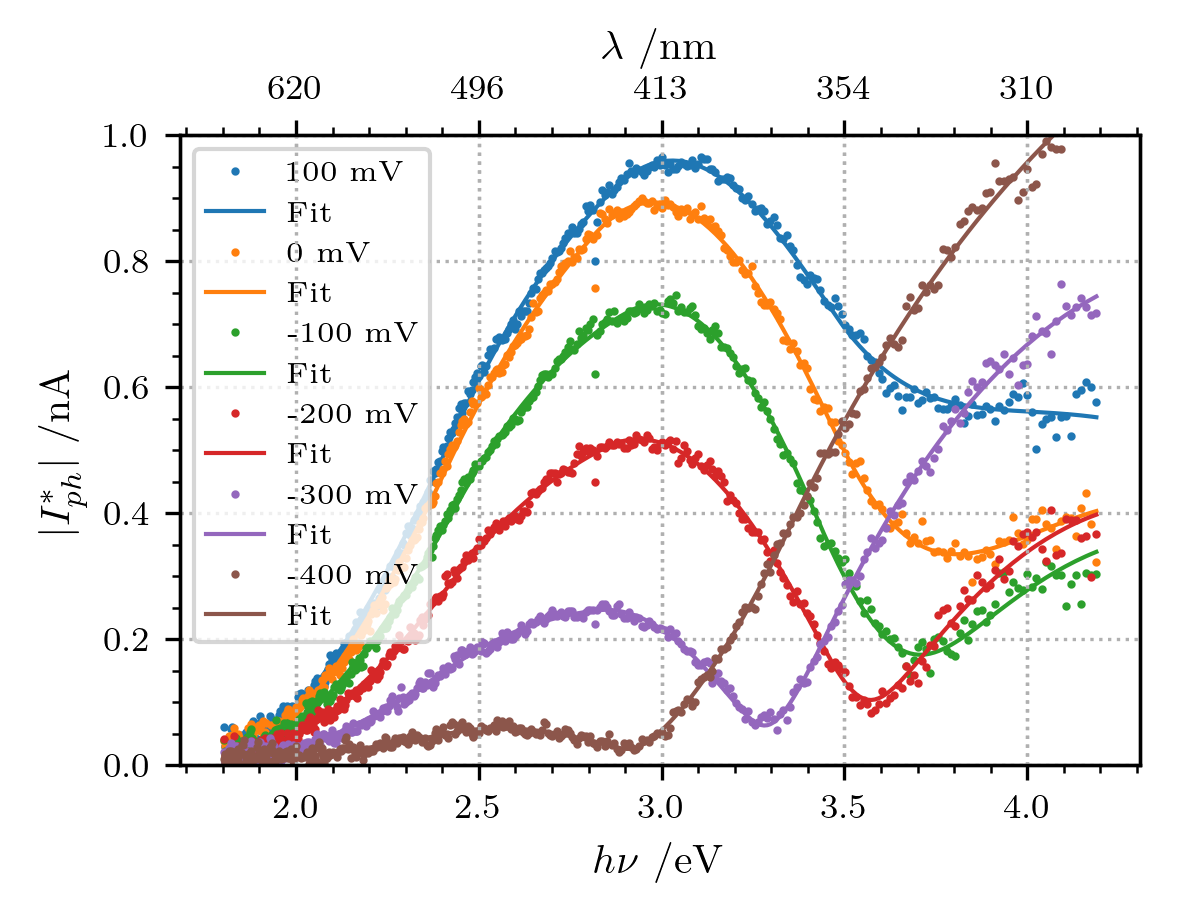 λ /nm
620 496 413 354 310
1.0
0.8
0.6
0.4
0.2
0.0
|I*ph| /nA
100 mV
Fit
0 mV
Fit
-100 mV
Fit
-200 mV
Fit
-300 mV
Fit
-400 mV
Fit
2.0 2.5 3.0 3.5 4.0
hν /eV